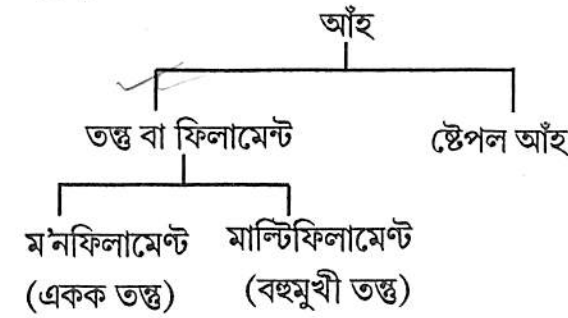 আঁহ
তন্তু বা ফিলামেন্ট ষ্টেপল আঁহ
ম'নফিলামেণ্ট মাল্টিফিলামেণ্ট
(একক তন্তু) (বহুমুখী তন্তু)